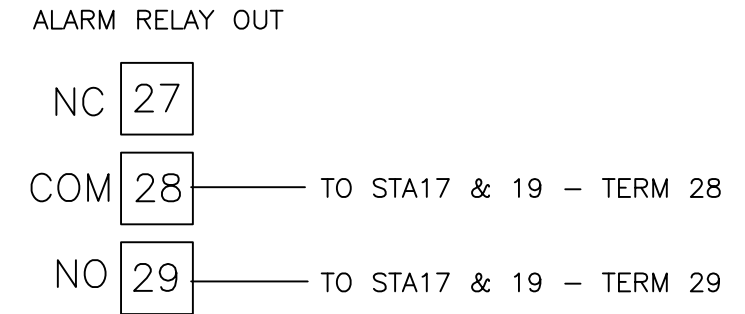 ALARM RELAY OUT
NC 27
COM 28 TO STA17 & 19 - TERM 28
NO 29 TO STA17 & 19 - TERM 29